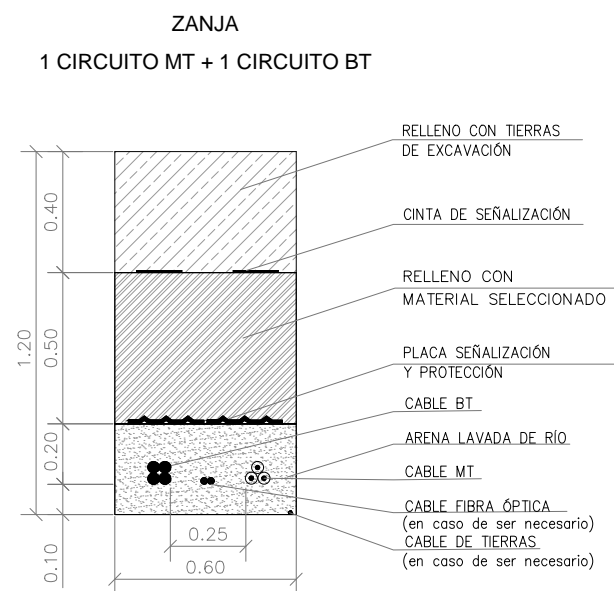 ZANJA
1 CIRCUITO MT + 1 CIRCUITO BT
RELLENO CON TIERRAS
DE EXCAVACIÓN
CINTA DE SEÑALIZACIÓN
RELLENO CON
MATERIAL SELECCIONADO
PLACA SEÑALIZACIÓN
Y PROTECCIÓN
CABLE BT
ARENA LAVADA DE RÍO
CABLE MT
CABLE FIBRA ÓPTICA
(en caso de ser necesario)
CABLE DE TIERRAS
(en caso de ser necesario)
1.20
0.40
0.50
0.20
0.10
0.25
0.60